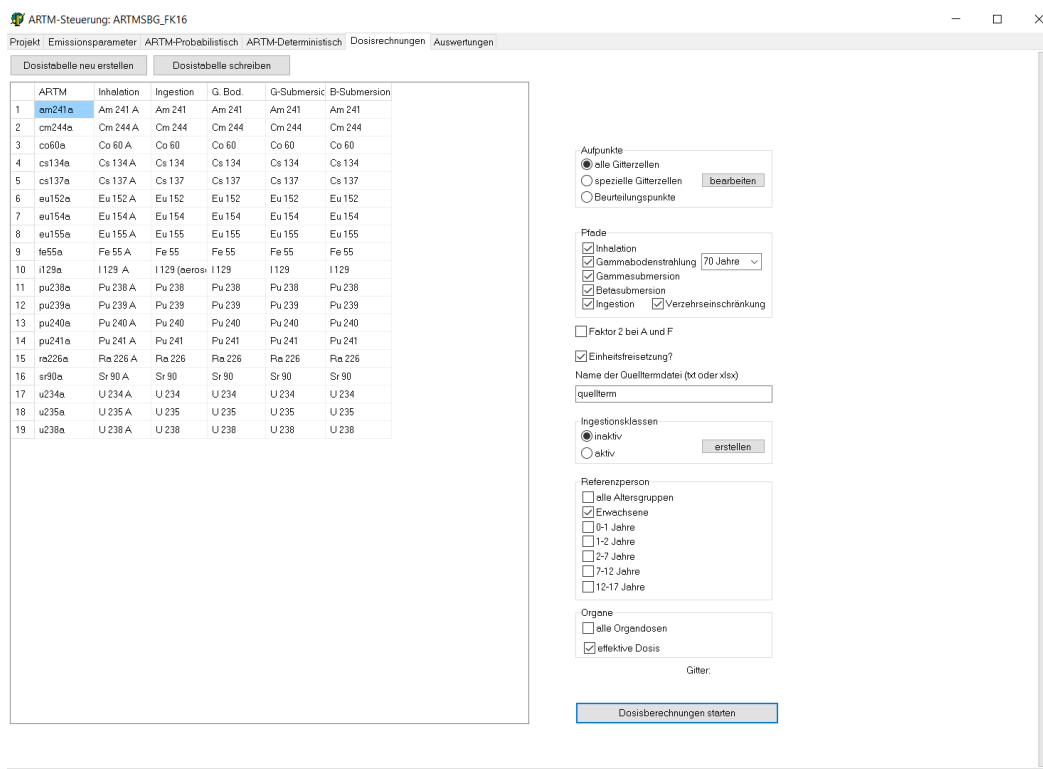 ARTM-Steuerung: ARTMSBG_FK16
Projekt Emissionsparameter ARTM-Probabilistisch ARTM-Deterministisch Dosisrechnungen Auswertungen
Dosistabelle neu erstellen Dosistabelle schreiben
ARTM Inhalation Ingestion G. Bod. G-Submersic B-Submersion
1 am241a Am 241 A Am 241 Am 241 Am 241 Am 241
2 cm244a Cm 244 A Cm 244 Cm 244 Cm 244 Cm 244
3 co60a Co 60 A Co 60 Co 60 Co 60 Co 60
4 cs134a Cs 134 A Cs 134 Cs 134 Cs 134 Cs 134
5 cs137a Cs 137 A Cs 137 Cs 137 Cs 137 Cs 137
6 eu152a Eu 152 A Eu 152 Eu 152 Eu 152 Eu 152
7 eu154a Eu 154 A Eu 154 Eu 154 Eu 154 Eu 154
8 eu155a Eu 155 A Eu 155 Eu 155 Eu 155 Eu 155
9 fe55a Fe 55 A Fe 55 Fe 55 Fe 55 Fe 55
10 i129a I 129 A I 129 (aerosi I 129 I 129 I 129
11 pu238a Pu 238 A Pu 238 Pu 238 Pu 238 Pu 238
12 pu239a Pu 239 A Pu 239 Pu 239 Pu 239 Pu 239
13 pu240a Pu 240 A Pu 240 Pu 240 Pu 240 Pu 240
14 pu241a Pu 241 A Pu 241 Pu 241 Pu 241 Pu 241
15 ra226a Ra 226 A Ra 226 Ra 226 Ra 226 Ra 226
16 sr90a Sr 90 A Sr 90 Sr 90 Sr 90 Sr 90
17 u234a U 234 A U 234 U 234 U 234 U 234
18 u235a U 235 A U 235 U 235 U 235 U 235
19 u238a U 238 A U 238 U 238 U 238 U 238
Aufpunkte
alle Gitterzellen
spezielle Gitterzellen bearbeiten
Beurteilungspunkte
Pfade
Inhalation
Gammabodenstrahlung 70 Jahre
Gammasubmersion
Betasubmersion
Ingestion Verzehrseinschränkung
Faktor 2 bei A und F
Einheitsfreisetzung?
Name der Quelltermdatei (txt oder xlsx)
quellterm
Ingestionsklassen
inaktiv
erstellen
aktiv
Referenzperson
alle Altersgruppen
Erwachsene
0-1 Jahre
1-2 Jahre
2-7 Jahre
7-12 Jahre
12-17 Jahre
Organe
alle Organdosen
effektive Dosis
Gitter:
Dosisberechnungen starten